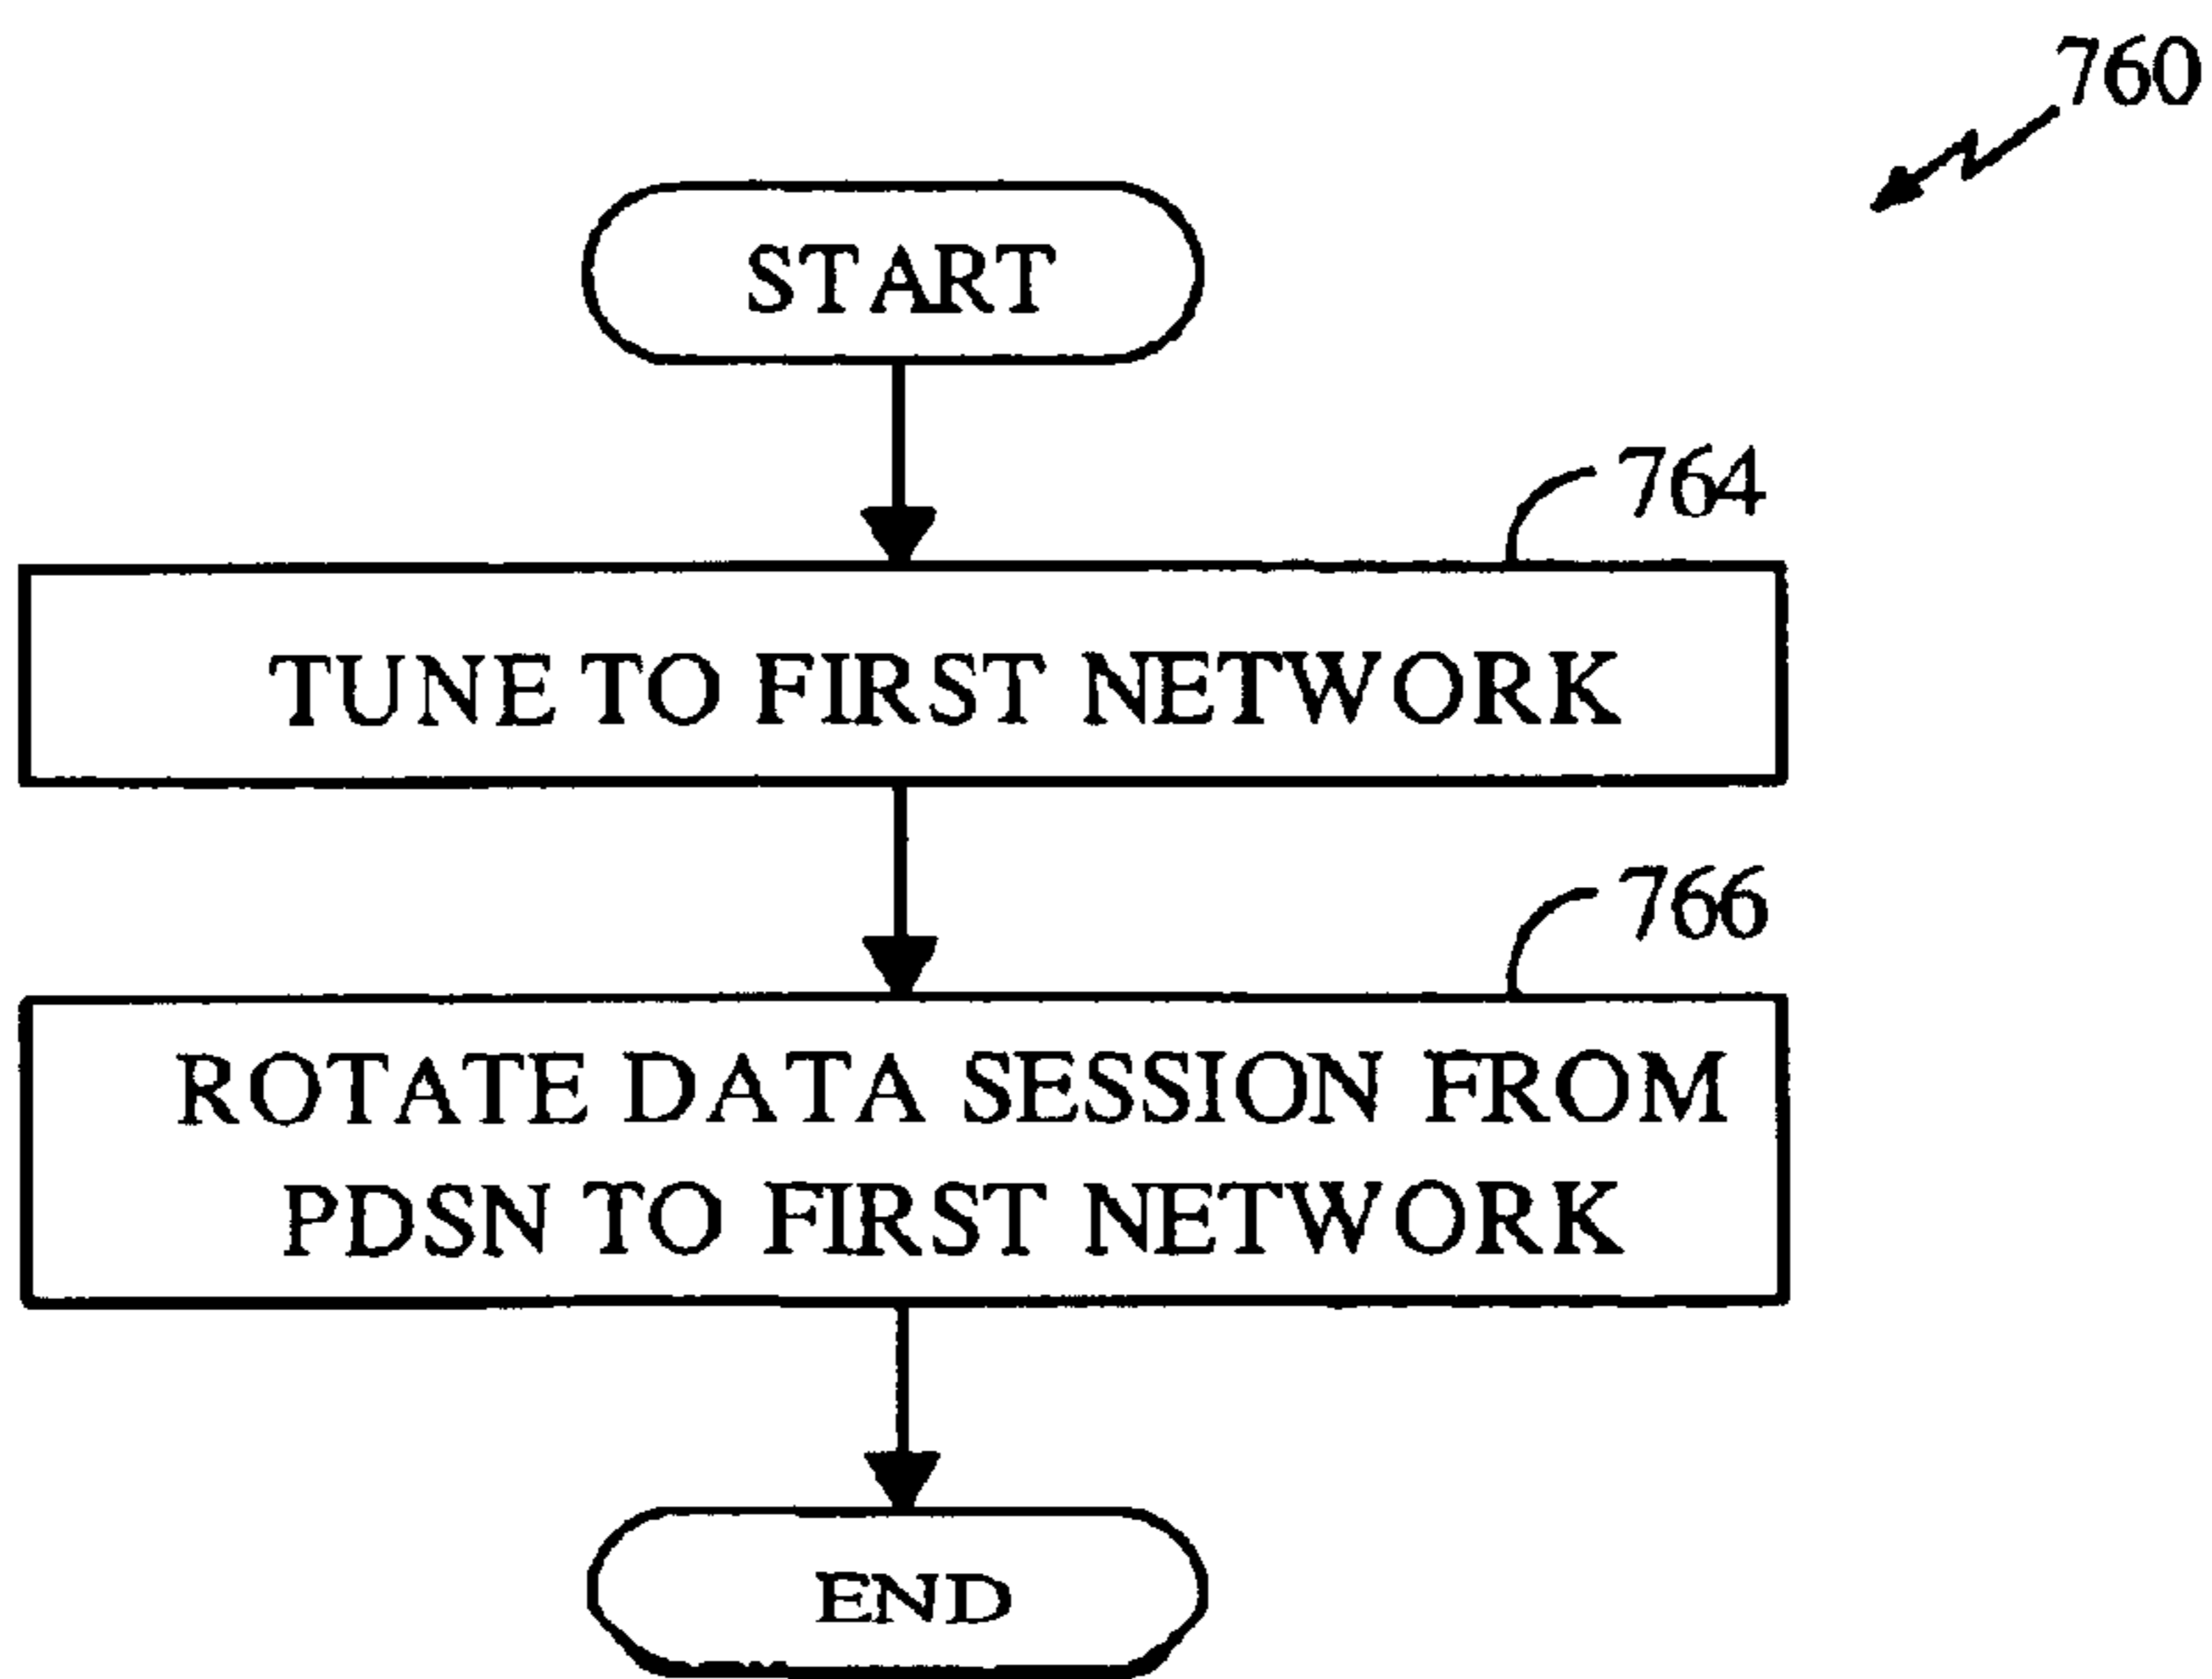 760
START
764
TUNE TO FIRST NETWORK
766
ROTATE DATA SESSION FROM
PDSN TO FIRST NETWORK
END